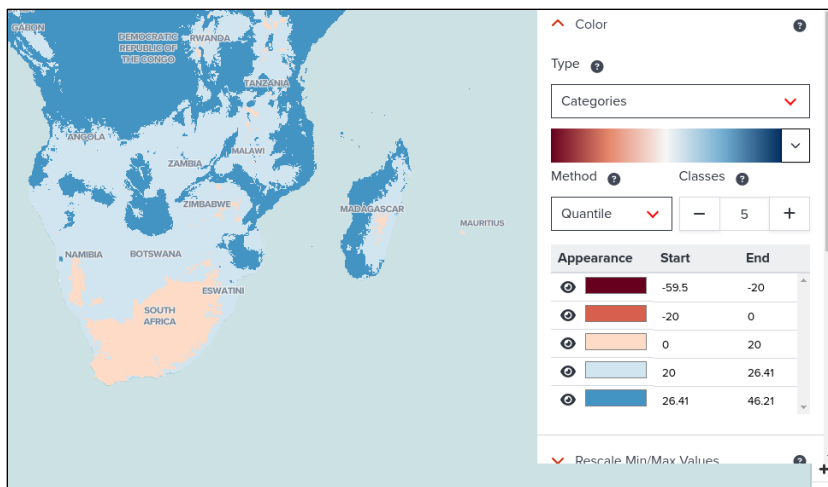 GABON
DEMOCRATIC
REPUBLIC OF
THE CONGO
RWANDA
TANZANIA
ANGOLA
MALAWI
ZAMBIA
ZIMBABWE
MADAGASCAR
MAURITIUS
NAMIBIA
BOTSWANA
ESWATINI
SOUTH
AFRICA
Color
Type
Categories
Method Classes
Quantile − 5 +
Appearance Start End
-59.5 -20
-20 0
0 20
20 26.41
26.41 46.21
Rescale Min/Max Values